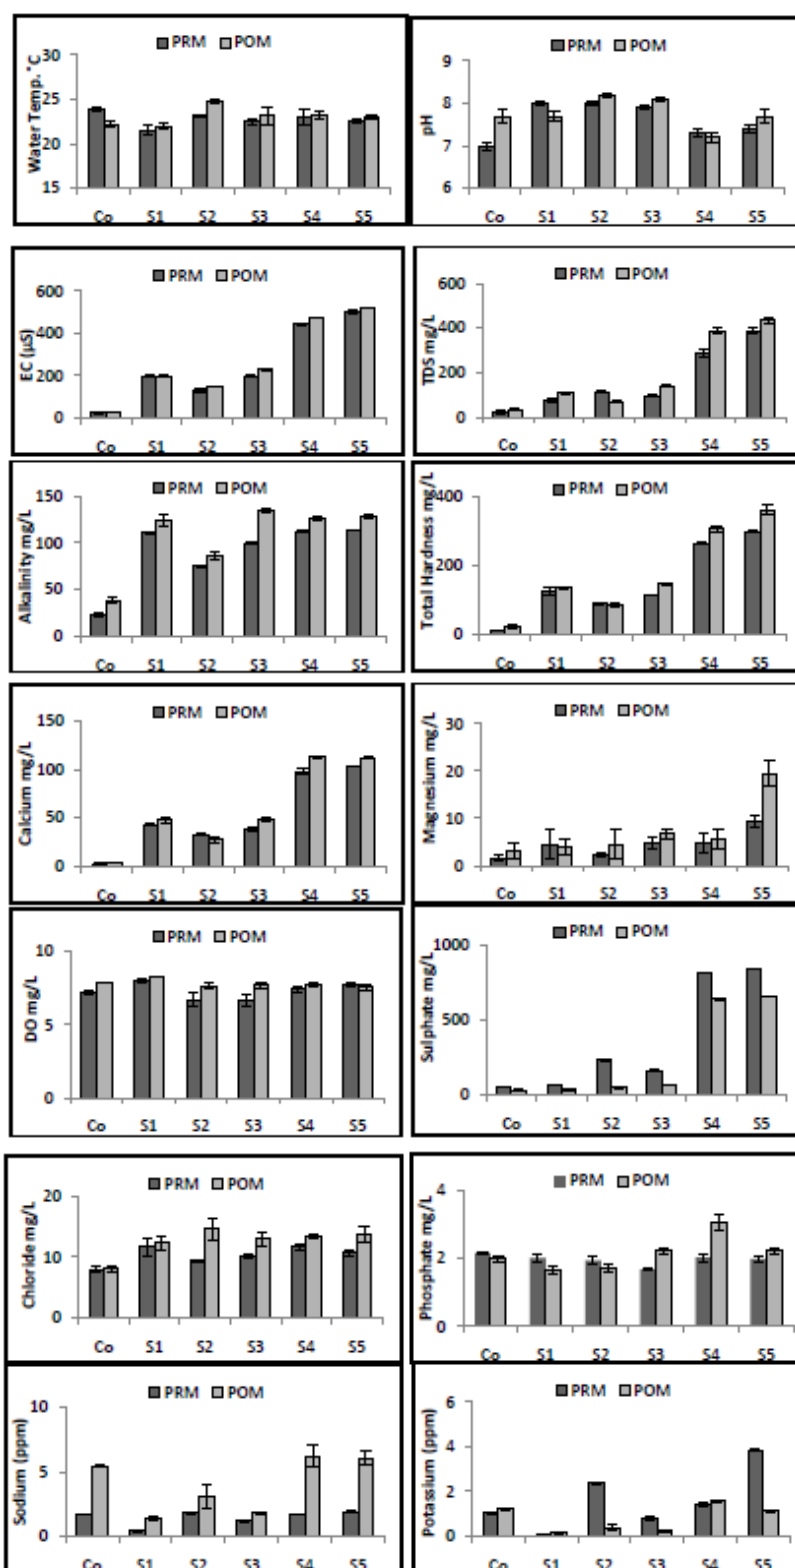 PRM POM
Water Temp. °C
30
25
20
15
Co S1 S2 S3 S4 S5
PRM POM
pH
9
8
7
6
Co S1 S2 S3 S4 S5
PRM POM
EC (µS)
600
400
200
0
Co S1 S2 S3 S4 S5
PRM POM
TDS mg/L
600
400
200
0
Co S1 S2 S3 S4 S5
PRM POM
Alkalinity mg/L
150
100
50
0
Co S1 S2 S3 S4 S5
PRM POM
Total Hardness mg/L
400
200
0
Co S1 S2 S3 S4 S5
PRM POM
Calcium mg/L
150
100
50
0
Co S1 S2 S3 S4 S5
PRM POM
Magnesium mg/L
30
20
10
0
Co S1 S2 S3 S4 S5
PRM POM
DO mg/L
10
5
0
Co S1 S2 S3 S4 S5
PRM POM
Sulphate mg/L
1000
500
0
Co S1 S2 S3 S4 S5
PRM POM
Chloride mg/L
20
10
0
Co S1 S2 S3 S4 S5
PRM POM
Phosphate mg/L
4
2
0
Co S1 S2 S3 S4 S5
PRM POM
Sodium (ppm)
10
5
0
Co S1 S2 S3 S4 S5
PRM POM
Potassium (ppm)
6
4
2
0
Co S1 S2 S3 S4 S5